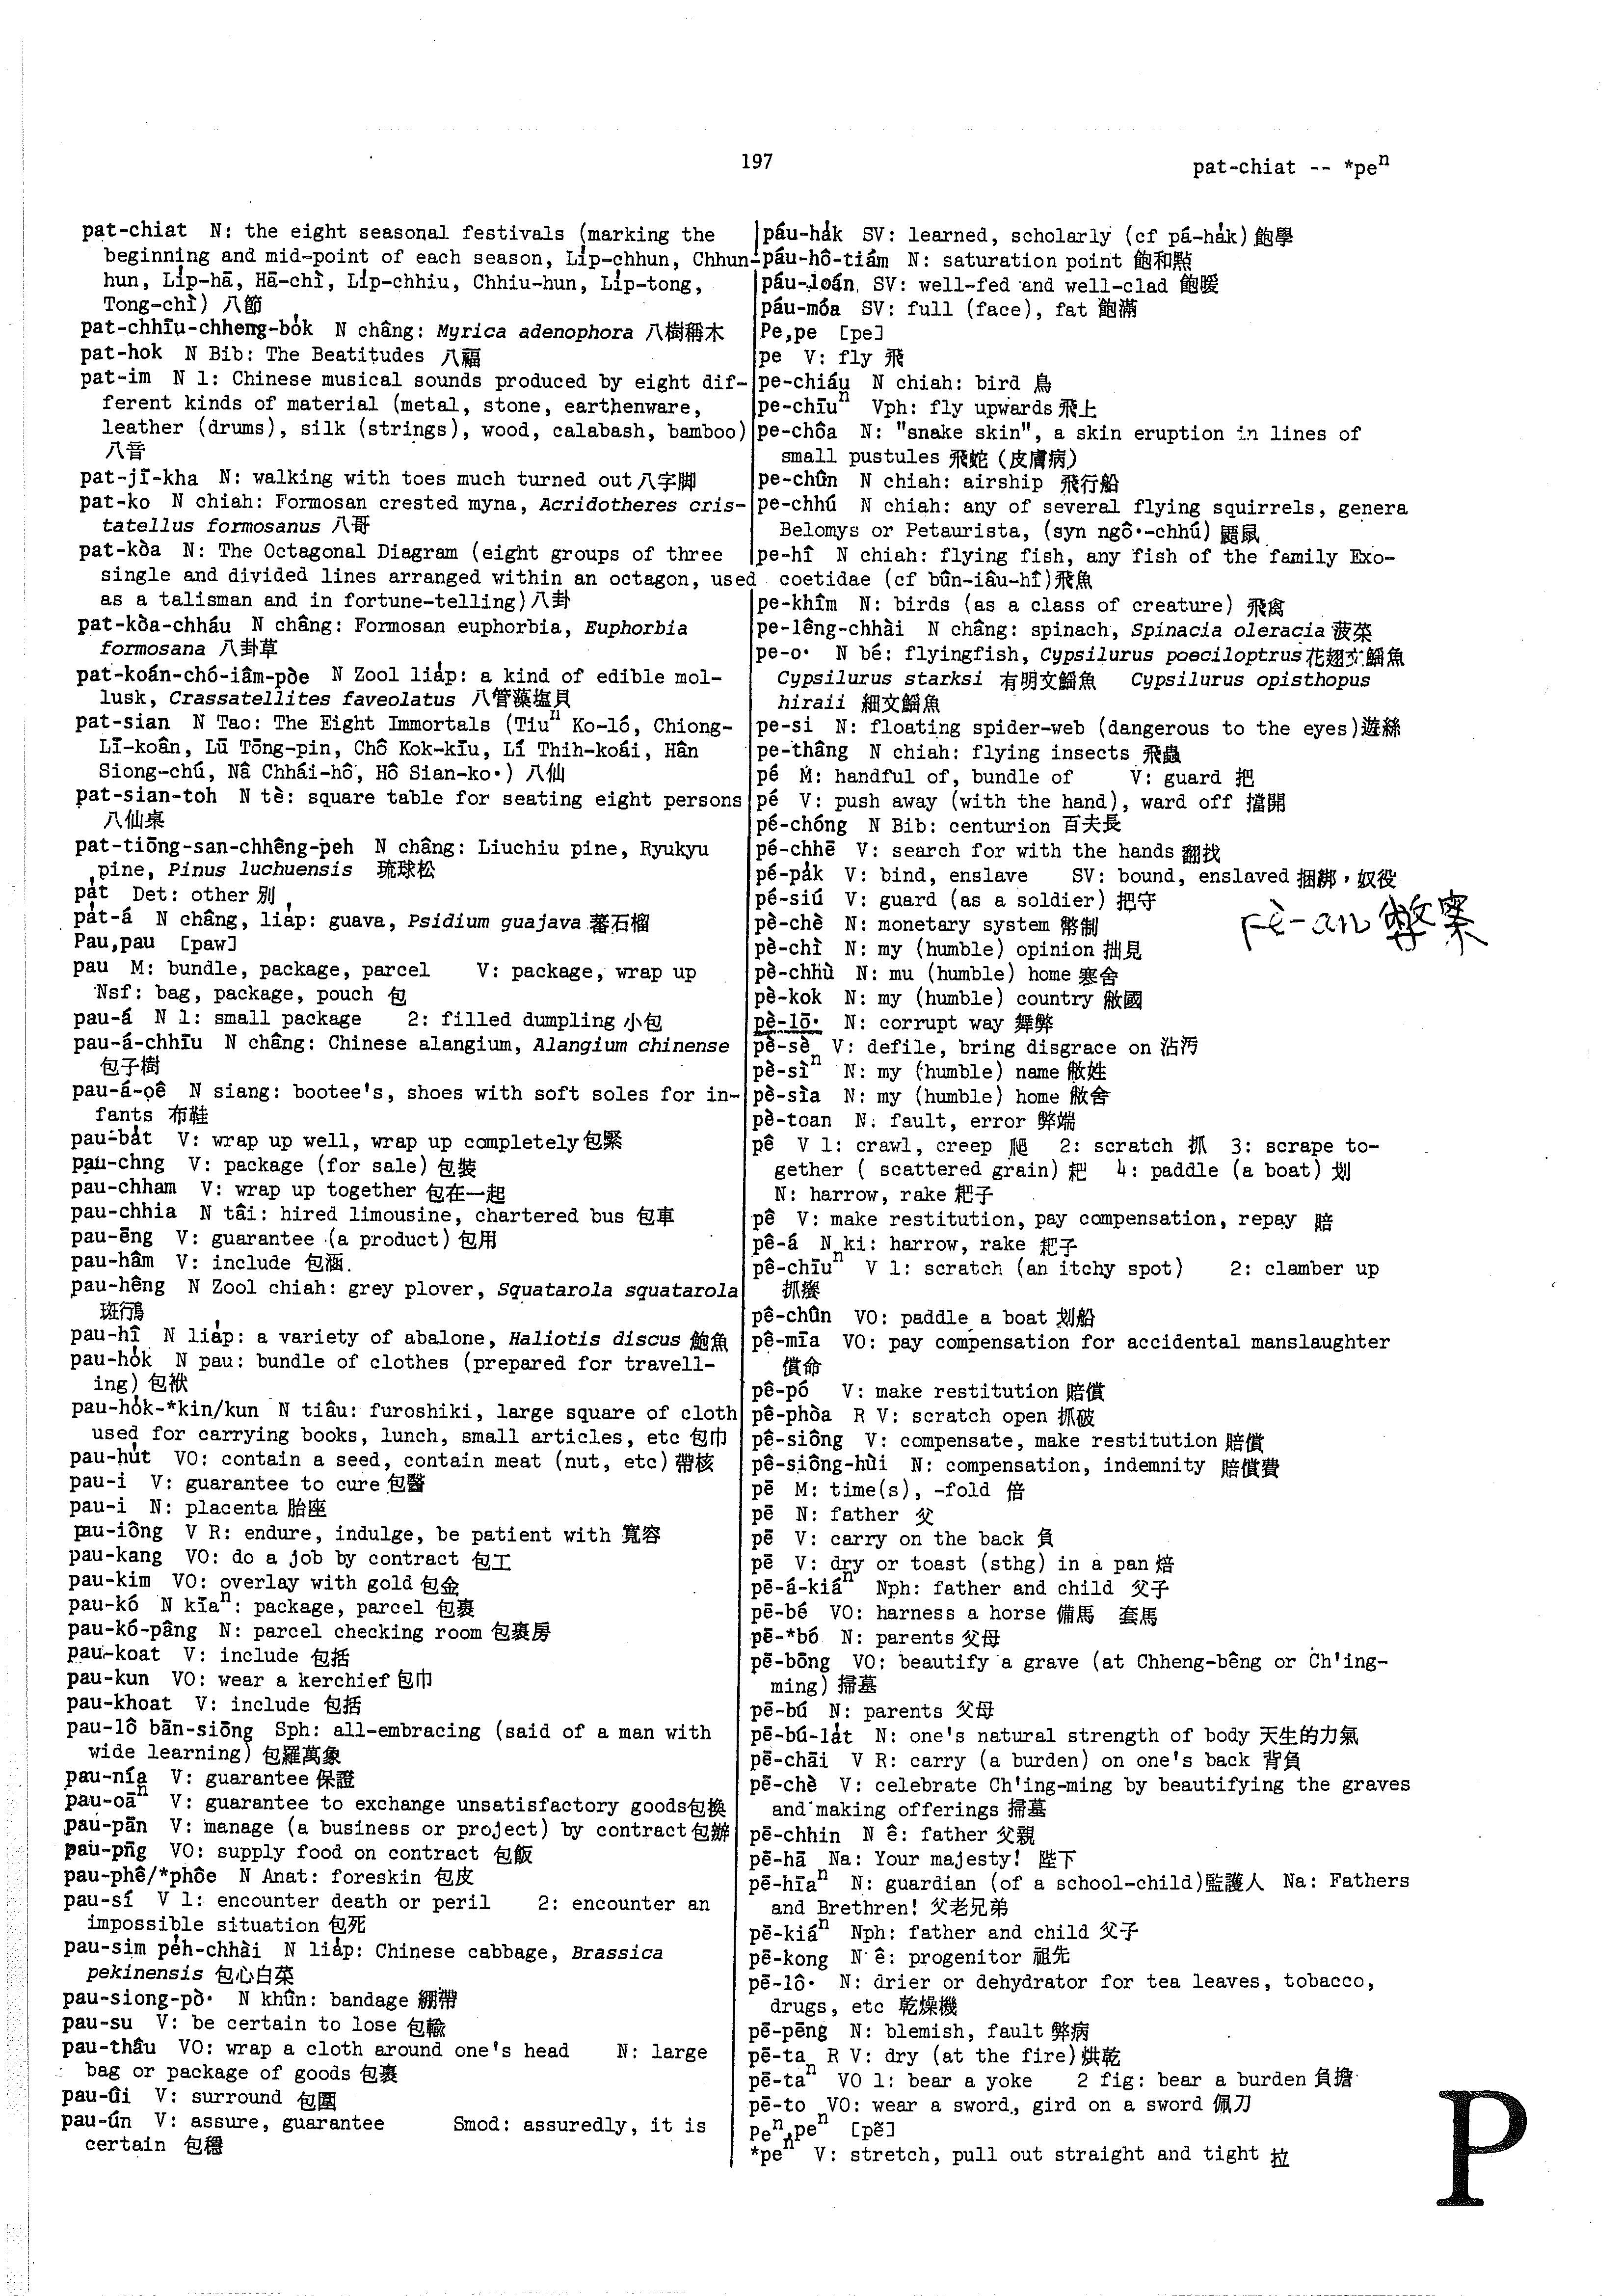 197
pat-chiat -- *peⁿ
pat-chiat N: the eight seasonal festivals (marking the
beginning and mid-point of each season, Li̍p-chhun, Chhun-
hun, Li̍p-hā, Hā-chì, Li̍p-chhiu, Chhiu-hun, Li̍p-tong,
Tong-chì) 八節
pat-chhīu-chheng-bo̍k N châng: Myrica adenophora 八樹稱木
pat-hok N Bib: The Beatitudes 八福
pat-im N 1: Chinese musical sounds produced by eight dif-
ferent kinds of material (metal, stone, earthenware,
leather (drums), silk (strings), wood, calabash, bamboo)
八音
pat-jī-kha N: walking with toes much turned out 八字脚
pat-ko N chiah: Formosan crested myna, Acridotheres cris-
tatellus formosanus 八哥
pat-kòa N: The Octagonal Diagram (eight groups of three
single and divided lines arranged within an octagon, used
as a talisman and in fortune-telling) 八卦
pat-kòa-chháu N châng: Formosan euphorbia, Euphorbia
formosana 八卦草
pat-koán-chó-iâm-pòe N Zool lia̍p: a kind of edible mol-
lusk, Crassatellites faveolatus 八管藻塩貝
pat-sian N Tao: The Eight Immortals (Tiuⁿ Ko-ló, Chiong-
Lī-koân, Lū Tōng-pin, Chô Kok-kīu, Lí Thih-koái, Hân
Siong-chú, Nâ Chhái-hô, Hô Sian-ko·) 八仙
pat-sian-toh N tè: square table for seating eight persons
八仙桌
pat-tiōng-san-chhêng-peh N châng: Liuchiu pine, Ryukyu
pine, Pinus luchuensis 琉球松
pa̍t Det: other 別
pa̍t-á N châng, lia̍p: guava, Psidium guajava 蕃石榴
Pau,pau [paw]
pau M: bundle, package, parcel V: package, wrap up
Nsf: bag, package, pouch 包
pau-á N 1: small package 2: filled dumpling 小包
pau-á-chhīu N châng: Chinese alangium, Alangium chinense
包子樹
pau-á-oê N siang: bootee's, shoes with soft soles for in-
fants 布鞋
pau-ba̍t V: wrap up well, wrap up completely 包緊
pau-chng V: package (for sale) 包裝
pau-chham V: wrap up together 包在一起
pau-chhia N tâi: hired limousine, chartered bus 包車
pau-ēng V: guarantee (a product) 包用
pau-hâm V: include 包涵
pau-hêng N Zool chiah: grey plover, Squatarola squatarola
斑鴴
pau-hî N lia̍p: a variety of abalone, Haliotis discus 鮑魚
pau-ho̍k N pau: bundle of clothes (prepared for travell-
ing) 包袱
pau-ho̍k-*kin/kun N tiâu: furoshiki, large square of cloth
used for carrying books, lunch, small articles, etc 包巾
pau-hu̍t VO: contain a seed, contain meat (nut, etc) 帶核
pau-i V: guarantee to cure 包醫
pau-i N: placenta 胎座
pau-iông V R: endure, indulge, be patient with 寬容
pau-kang VO: do a job by contract 包工
pau-kim VO: overlay with gold 包金
pau-kó N kīaⁿ: package, parcel 包裹
pau-kó-pâng N: parcel checking room 包裹房
pau-koat V: include 包括
pau-kun VO: wear a kerchief 包巾
pau-khoat V: include 包括
pau-lô bān-siōng Sph: all-embracing (said of a man with
wide learning) 包羅萬象
pau-nía V: guarantee 保證
pau-oāⁿ V: guarantee to exchange unsatisfactory goods 包換
pau-pān V: manage (a business or project) by contract 包辦
pau-pn̄g VO: supply food on contract 包飯
pau-phê/*phôe N Anat: foreskin 包皮
pau-sí V 1: encounter death or peril 2: encounter an
impossible situation 包死
pau-sim pe̍h-chhài N lia̍p: Chinese cabbage, Brassica
pekinensis 包心白菜
pau-siong-pò· N khûn: bandage 綳帶
pau-su V: be certain to lose 包輸
pau-thâu VO: wrap a cloth around one's head N: large
bag or package of goods 包裹
pau-ûi V: surround 包圍
pau-ún V: assure, guarantee Smod: assuredly, it is
certain 包穩
páu-ha̍k SV: learned, scholarly (cf pá-ha̍k) 飽學
páu-hô-tiám N: saturation point 飽和點
páu-loán SV: well-fed and well-clad 飽暖
páu-móa SV: full (face), fat 飽滿
Pe,pe [pe]
pe V: fly 飛
pe-chiáu N chiah: bird 鳥
pe-chīuⁿ Vph: fly upwards 飛上
pe-chôa N: "snake skin", a skin eruption in lines of
small pustules 飛蛇 (皮膚病)
pe-chûn N chiah: airship 飛行船
pe-chhú N chiah: any of several flying squirrels, genera
Belomys or Petaurista, (syn ngô·-chhú) 鼯鼠
pe-hî N chiah: flying fish, any fish of the family Exo-
coetidae (cf bûn-iâu-hî) 飛魚
pe-khîm N: birds (as a class of creature) 飛禽
pe-lêng-chhài N châng: spinach, Spinacia oleracia 菠菜
pe-o· N bé: flyingfish, Cypsilurus poeciloptrus 花翅文鰩魚
Cypsilurus starksi 有明文鰩魚 Cypsilurus opisthopus
hiraii 細文鰩魚
pe-si N: floating spider-web (dangerous to the eyes) 遊絲
pe-thâng N chiah: flying insects 飛蟲
pé M: handful of, bundle of V: guard 把
pé V: push away (with the hand), ward off 擋開
pé-chóng N Bib: centurion 百夫長
pé-chhē V: search for with the hands 翻找
pé-pa̍k V: bind, enslave SV: bound, enslaved 捆綁，奴役
pé-siú V: guard (as a soldier) 把守
pè-chè N: monetary system 幣制
pè-an 弊案
pè-chì N: my (humble) opinion 拙見
pè-chhù N: mu (humble) home 寒舍
pè-kok N: my (humble) country 敝國
pè-lō· N: corrupt way 舞弊
pè-sè V: defile, bring disgrace on 沾污
pè-sìⁿ N: my (humble) name 敝姓
pè-sìa N: my (humble) home 敝舍
pè-toan N: fault, error 弊端
pê V 1: crawl, creep 爬 2: scratch 抓 3: scrape to-
gether ( scattered grain) 耙 4: paddle (a boat) 划
N: harrow, rake 耙子
pê V: make restitution, pay compensation, repay 賠
pê-á N ki: harrow, rake 耙子
pê-chīuⁿ V 1: scratch (an itchy spot) 2: clamber up
抓癢
pê-chûn VO: paddle a boat 划船
pê-mīa VO: pay compensation for accidental manslaughter
償命
pê-pó V: make restitution 賠償
pê-phòa R V: scratch open 抓破
pê-siông V: compensate, make restitution 賠償
pê-siông-hùi N: compensation, indemnity 賠償費
pē M: time(s), -fold 倍
pē N: father 父
pē V: carry on the back 負
pē V: dry or toast (sthg) in a pan 焙
pē-á-kiáⁿ Nph: father and child 父子
pē-bé VO: harness a horse 備馬 套馬
pē-*bó N: parents 父母
pē-bōng VO: beautify a grave (at Chheng-bêng or Ch'ing-
ming) 掃墓
pē-bú N: parents 父母
pē-bú-la̍t N: one's natural strength of body 天生的力氣
pē-chāi V R: carry (a burden) on one's back 背負
pē-chè V: celebrate Ch'ing-ming by beautifying the graves
and making offerings 掃墓
pē-chhin N ê: father 父親
pē-hā Na: Your majesty! 陛下
pē-hīaⁿ N: guardian (of a school-child) 監護人 Na: Fathers
and Brethren! 父老兄弟
pē-kiáⁿ Nph: father and child 父子
pē-kong N ê: progenitor 祖先
pē-lô· N: drier or dehydrator for tea leaves, tobacco,
drugs, etc 乾燥機
pē-pēng N: blemish, fault 弊病
pē-ta R V: dry (at the fire) 烘乾
pē-taⁿ VO 1: bear a yoke 2 fig: bear a burden 負擔
pē-to VO: wear a sword, gird on a sword 佩刀
Peⁿ,peⁿ [pẽ]
*peⁿ V: stretch, pull out straight and tight 拉
P